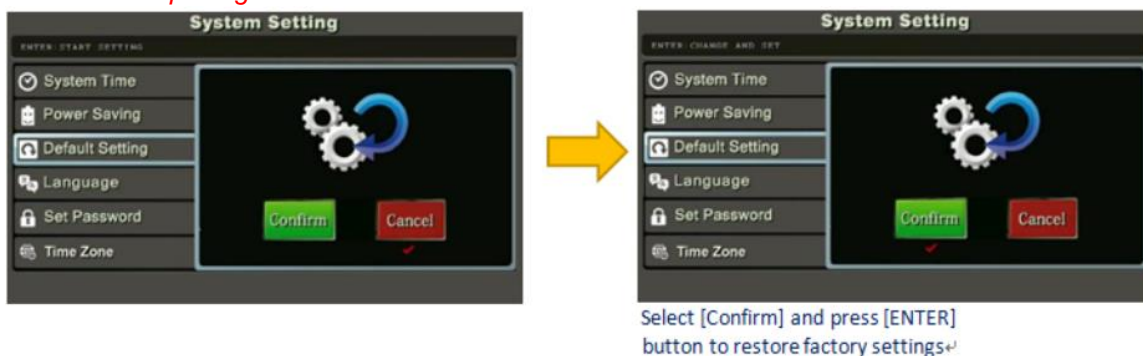 System Setting
ENTER START SETTING
System Time
Power Saving
Default Setting
Language
Set Password
Time Zone
Confirm
Cancel
System Setting
ENTER CHANGE AND SET
System Time
Power Saving
Default Setting
Language
Set Password
Time Zone
Confirm
Cancel
Select [Confirm] and press [ENTER]
button to restore factory settings↵